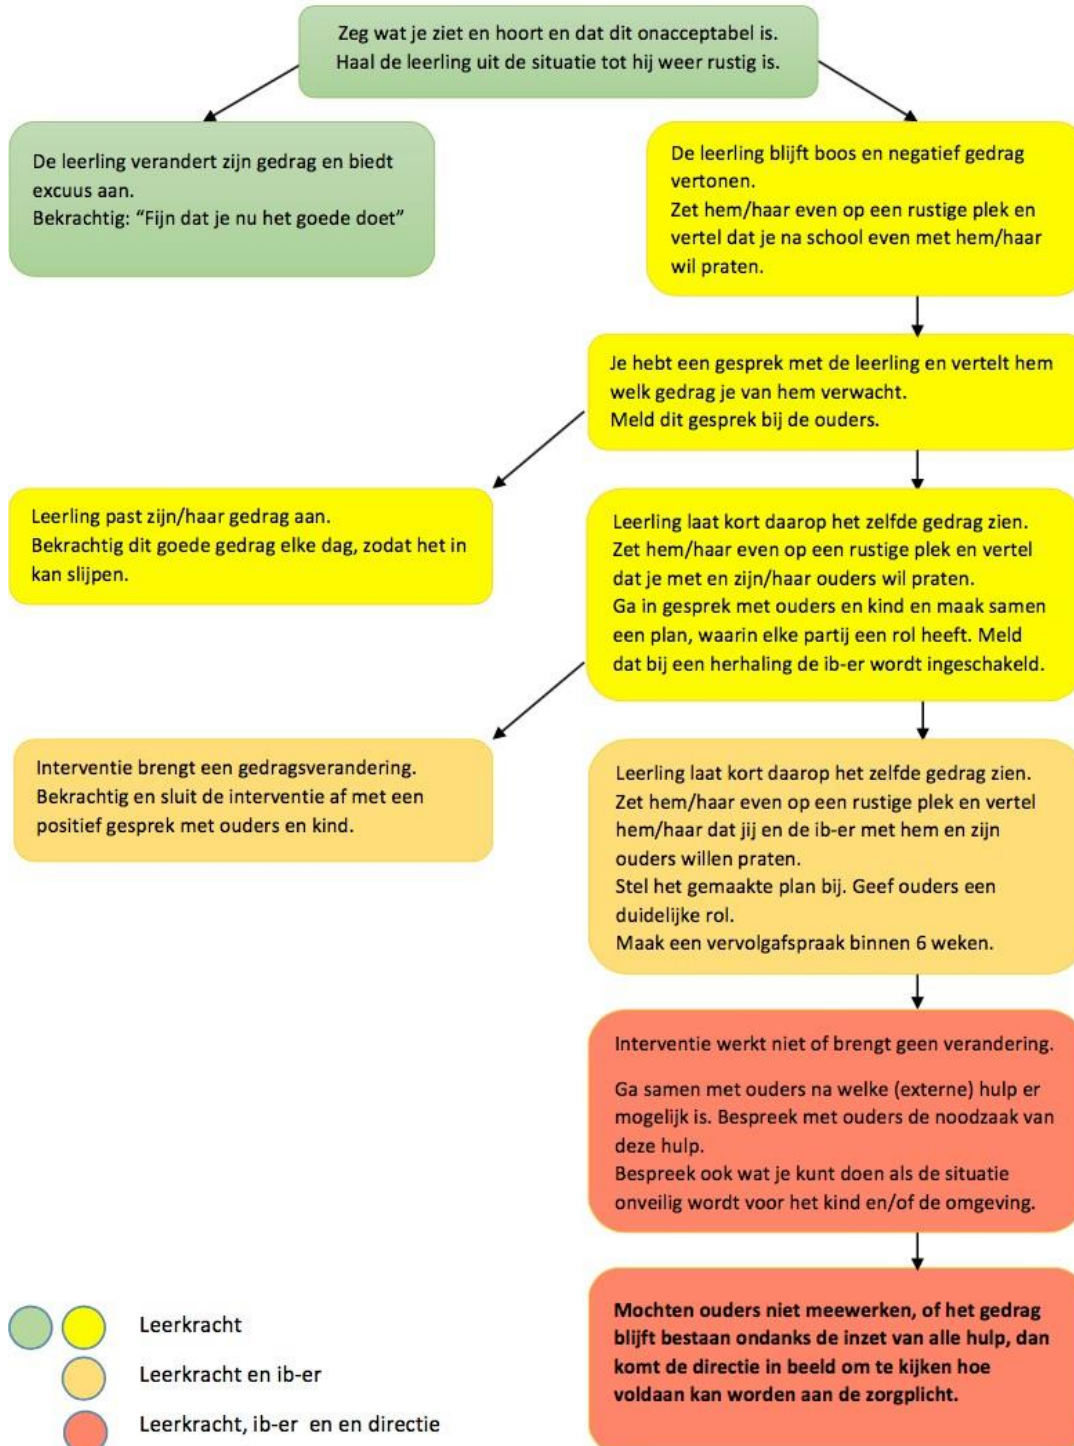 Zeg wat je ziet en hoort en dat dit onacceptabel is.
Haal de leerling uit de situatie tot hij weer rustig is.
De leerling verandert zijn gedrag en biedt
excuus aan.
Bekrachtig: “Fijn dat je nu het goede doet”
De leerling blijft boos en negatief gedrag
vertonen.
Zet hem/haar even op een rustige plek en
vertel dat je na school even met hem/haar
wil praten.
Je hebt een gesprek met de leerling en vertelt hem
welk gedrag je van hem verwacht.
Meld dit gesprek bij de ouders.
Leerling past zijn/haar gedrag aan.
Bekrachtig dit goede gedrag elke dag, zodat het in
kan slijpen.
Leerling laat kort daarop het zelfde gedrag zien.
Zet hem/haar even op een rustige plek en vertel
dat je met en zijn/haar ouders wil praten.
Ga in gesprek met ouders en kind en maak samen
een plan, waarin elke partij een rol heeft. Meld
dat bij een herhaling de ib-er wordt ingeschakeld.
Interventie brengt een gedragsverandering.
Bekrachtig en sluit de interventie af met een
positief gesprek met ouders en kind.
Leerling laat kort daarop het zelfde gedrag zien.
Zet hem/haar even op een rustige plek en vertel
hem/haar dat jij en de ib-er met hem en zijn
ouders willen praten.
Stel het gemaakte plan bij. Geef ouders een
duidelijke rol.
Maak een vervolgafspraak binnen 6 weken.
Interventie werkt niet of brengt geen verandering.
Ga samen met ouders na welke (externe) hulp er
mogelijk is. Bespreek met ouders de noodzaak van
deze hulp.
Bespreek ook wat je kunt doen als de situatie
onveilig wordt voor het kind en/of de omgeving.
Mochten ouders niet meewerken, of het gedrag
blijft bestaan ondanks de inzet van alle hulp, dan
komt de directie in beeld om te kijken hoe
voldaan kan worden aan de zorgplicht.
Leerkracht
Leerkracht en ib-er
Leerkracht, ib-er en en directie